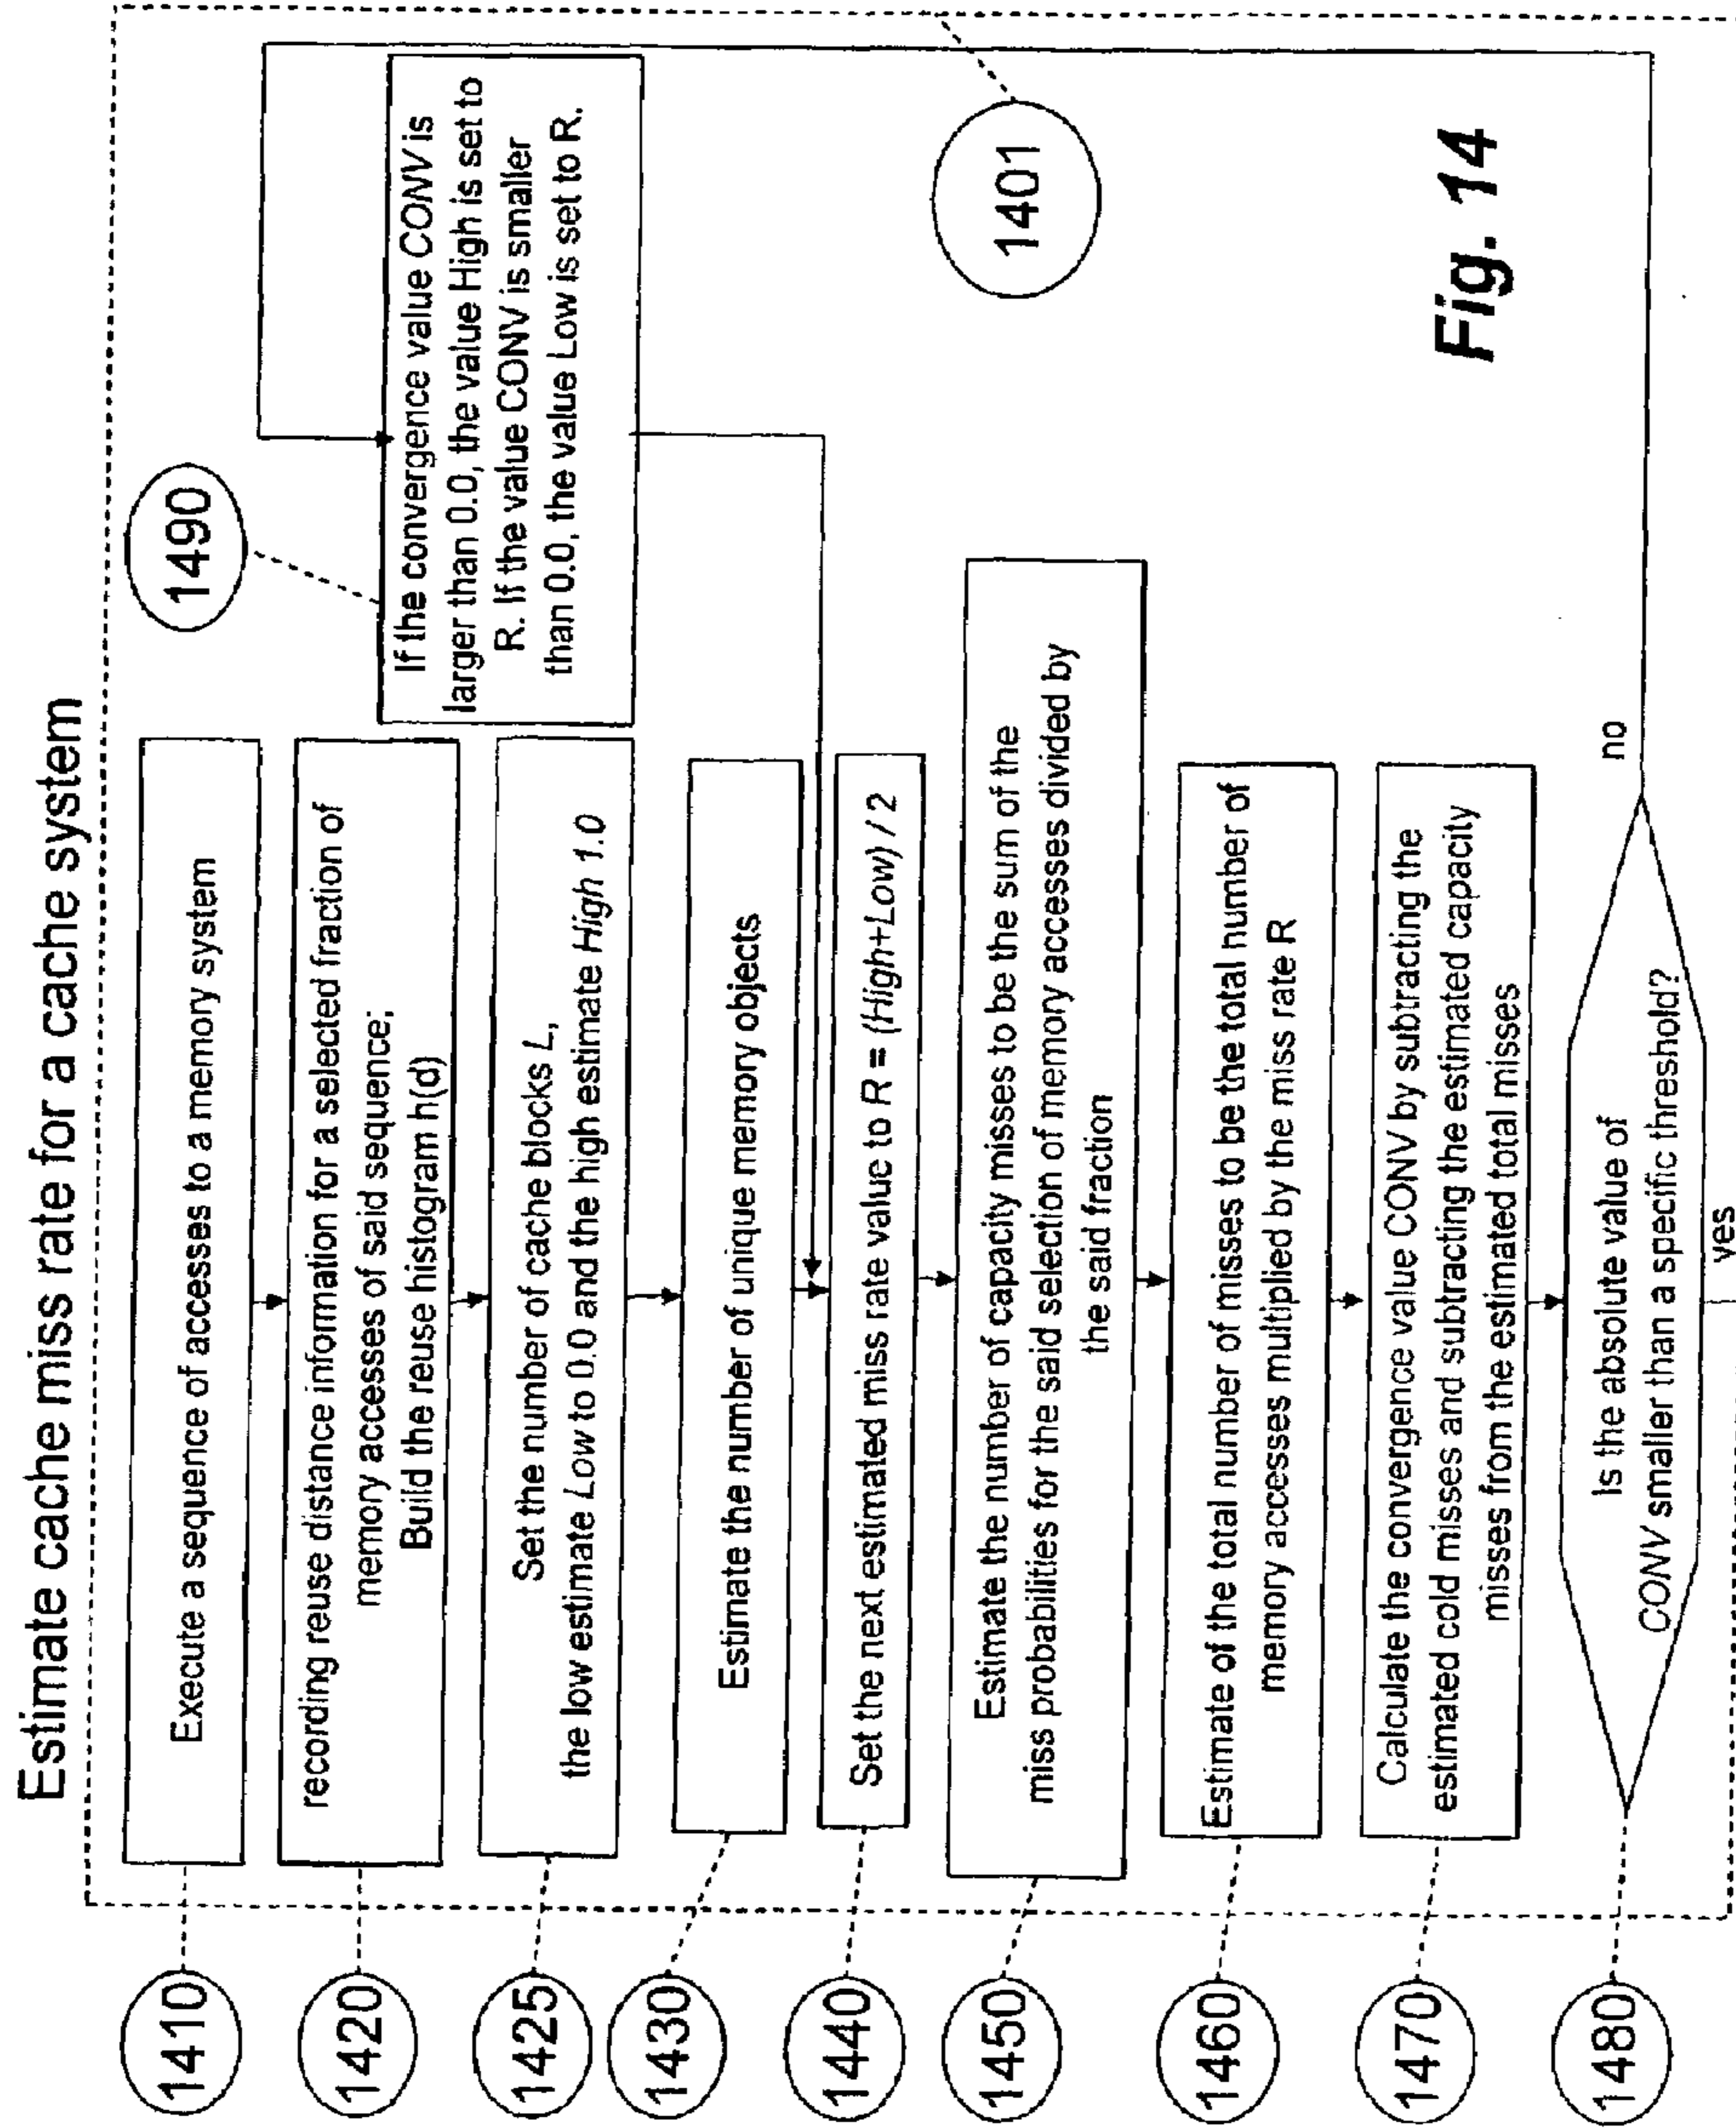 Estimate cache miss rate for a cache system
1410
Execute a sequence of accesses to a memory system
1420
recording reuse distance information for a selected fraction of
memory accesses of said sequence;
Build the reuse histogram h(d)
1425
Set the number of cache blocks L,
the low estimate Low to 0.0 and the high estimate High 1.0
1430
Estimate the number of unique memory objects
1440
Set the next estimated miss rate value to R = (High+Low) / 2
1450
Estimate the number of capacity misses to be the sum of the
miss probabilities for the said selection of memory accesses divided by
the said fraction
1460
Estimate of the total number of misses to be the total number of
memory accesses multiplied by the miss rate R
1470
Calculate the convergence value CONV by subtracting the
estimated cold misses and subtracting the estimated capacity
misses from the estimated total misses
1480
Is the absolute value of
CONV smaller than a specific threshold?
no
yes
1490
If the convergence value CONV is
larger than 0.0, the value High is set to
R. If the value CONV is smaller
than 0.0, the value Low is set to R.
1401
Fig. 14